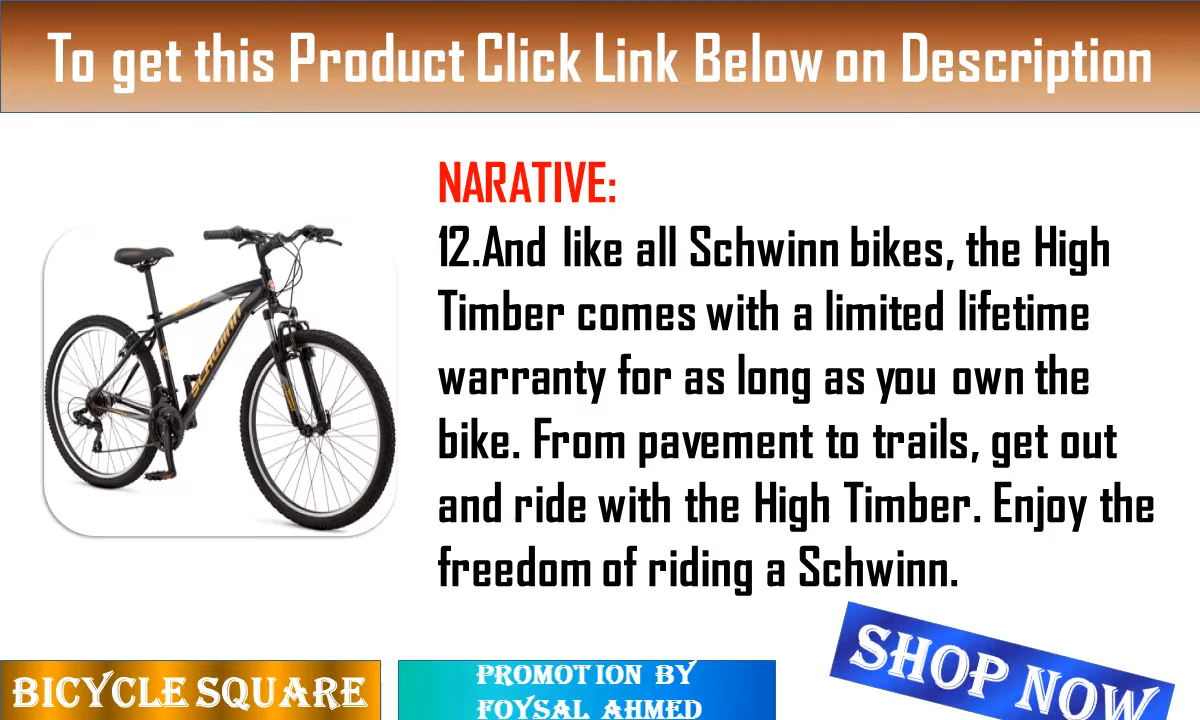 To get this Product Click Link Below on Description
NARATIVE:
12.And like all Schwinn bikes, the High
Timber comes with a limited lifetime
warranty for as long as you own the
bike. From pavement to trails, get out
and ride with the High Timber. Enjoy the
freedom of riding a Schwinn.
SCHWINN
SHOP NOW
BICYCLE SQUARE
PROMOTION BY
FOYSAL AHMED